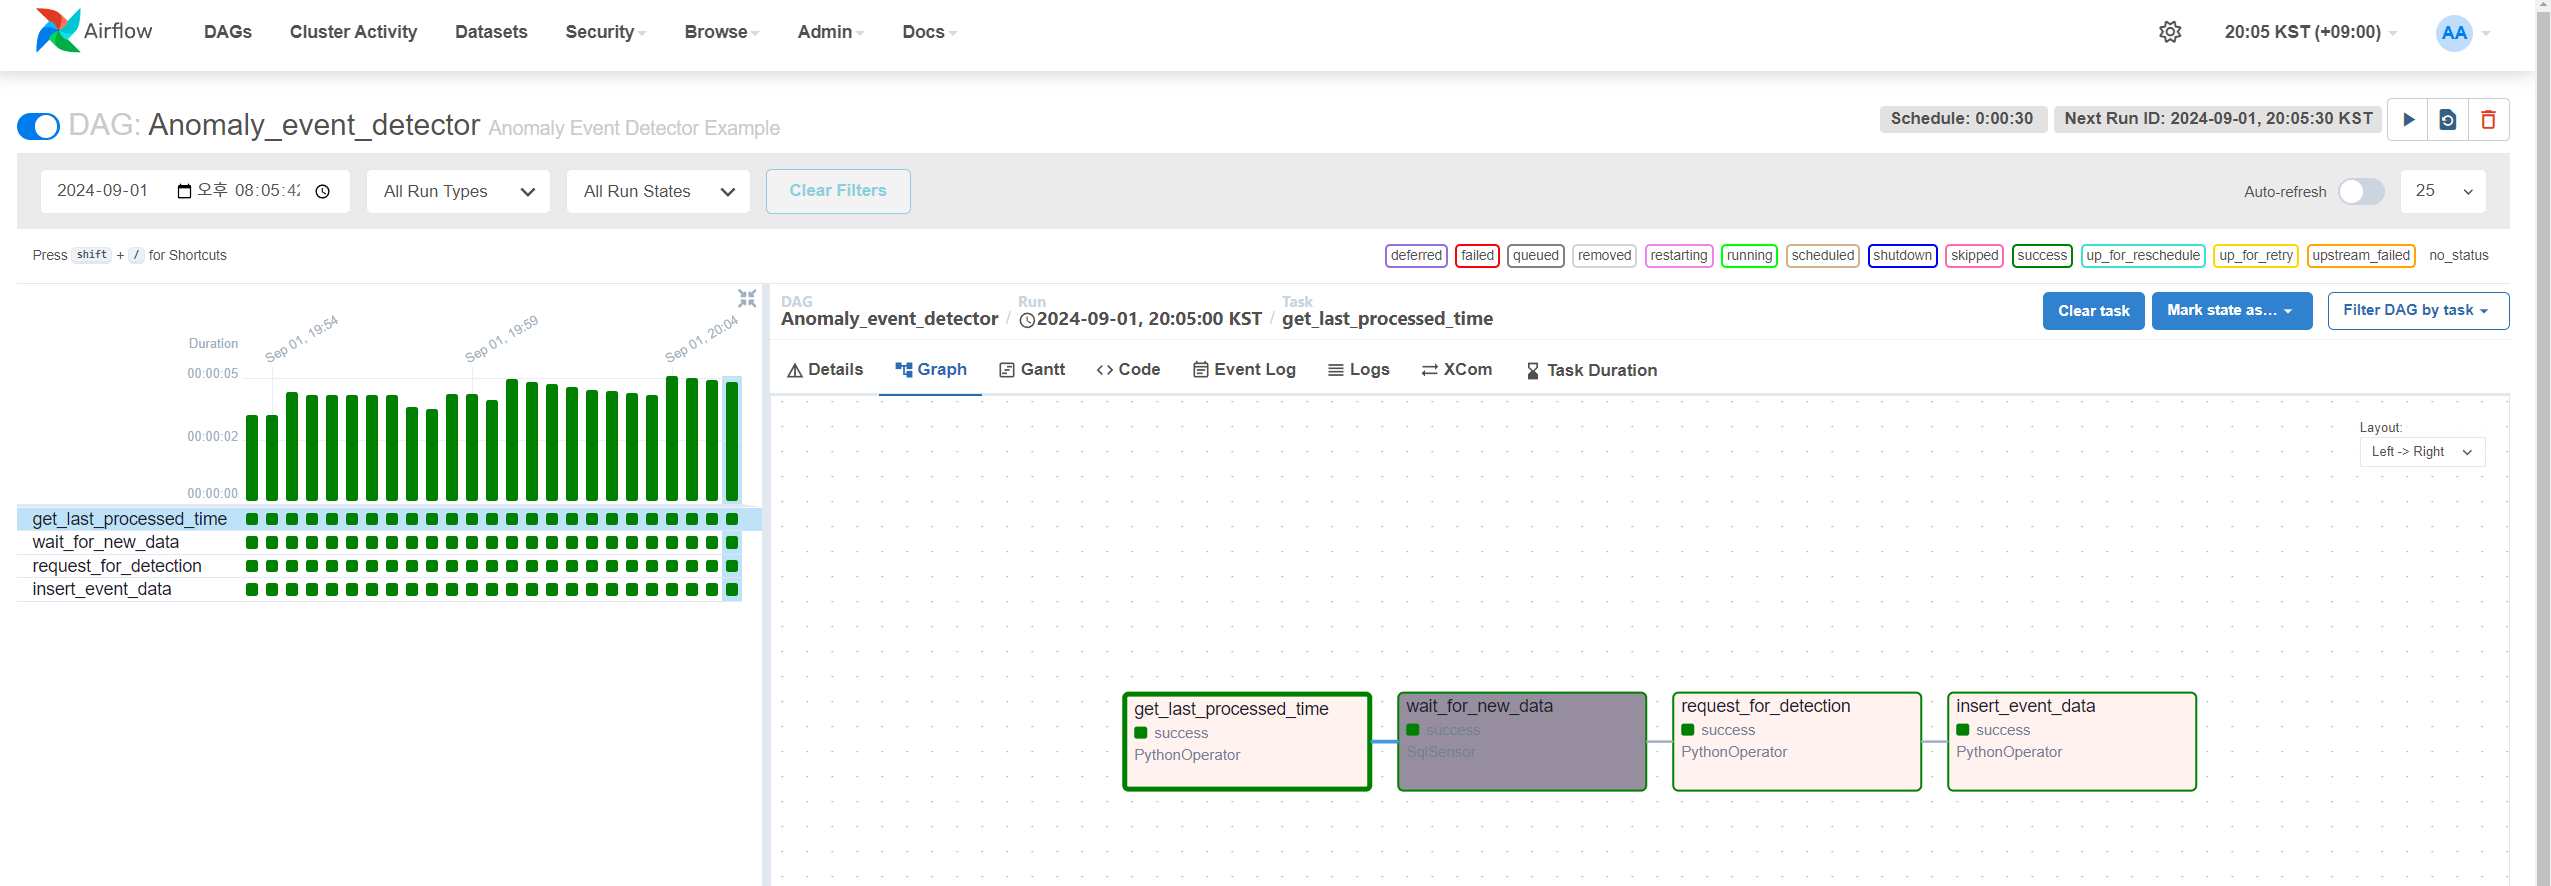 Airflow DAGs Cluster Activity Datasets Security Browse Admin Docs 20:05 KST (+09:00) AA
DAG: Anomaly_event_detector Anomaly Event Detector Example Schedule: 0:00:30 Next Run ID: 2024-09-01, 20:05:30 KST
2024-09-01 오후 08:05:42 All Run Types All Run States Clear Filters Auto-refresh 25
Press shift + / for Shortcuts deferred failed queued removed restarting running scheduled shutdown skipped success up_for_reschedule up_for_retry upstream_failed no_status
DAG Run Task
Anomaly_event_detector / 2024-09-01, 20:05:00 KST / get_last_processed_time Clear task Mark state as... Filter DAG by task
Sep 01, 19:54 Sep 01, 19:59 Sep 01, 20:04
Duration
00:00:05
00:00:02
00:00:00
get_last_processed_time
wait_for_new_data
request_for_detection
insert_event_data
Details Graph Gantt Code Event Log Logs XCom Task Duration
Layout:
Left -> Right
get_last_processed_time
success
PythonOperator
wait_for_new_data
success
SqlSensor
request_for_detection
success
PythonOperator
insert_event_data
success
PythonOperator